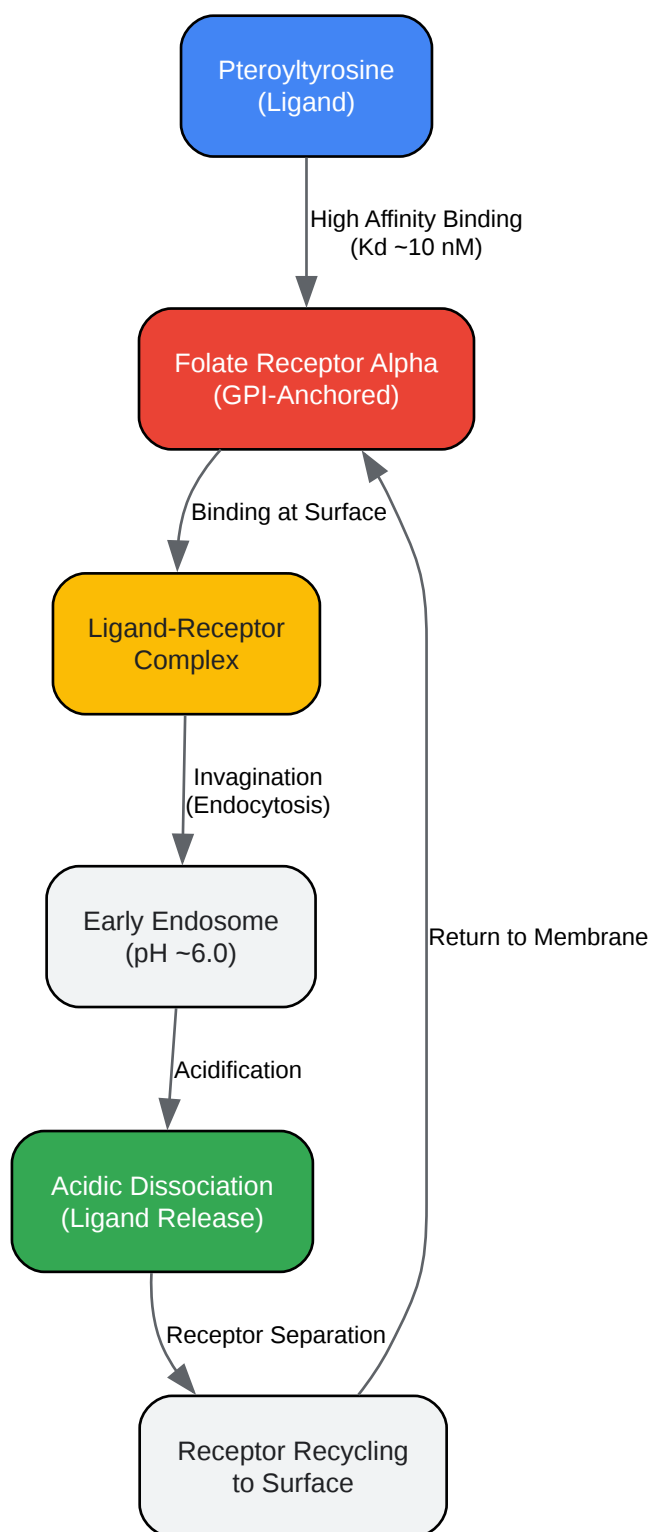 Pteroyltyrosine
(Ligand)
High Affinity Binding
(Kd ~10 nM)
Folate Receptor Alpha
(GPI-Anchored)
Binding at Surface
Ligand-Receptor
Complex
Invagination
(Endocytosis)
Early Endosome
(pH ~6.0)
Return to Membrane
Acidification
Acidic Dissociation
(Ligand Release)
Receptor Separation
Receptor Recycling
to Surface